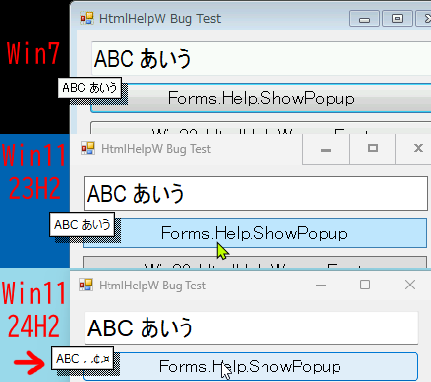 HtmlHelpW Bug Test
Win7
ABC あいう
ABC あいう
Forms.Help.ShowPopup
Win11
23H2
HtmlHelpW Bug Test
ABC あいう
ABC あいう
Forms.Help.ShowPopup
Win11
24H2
HtmlHelpW Bug Test
ABC あいう
ABC
Forms.Help.ShowPopup